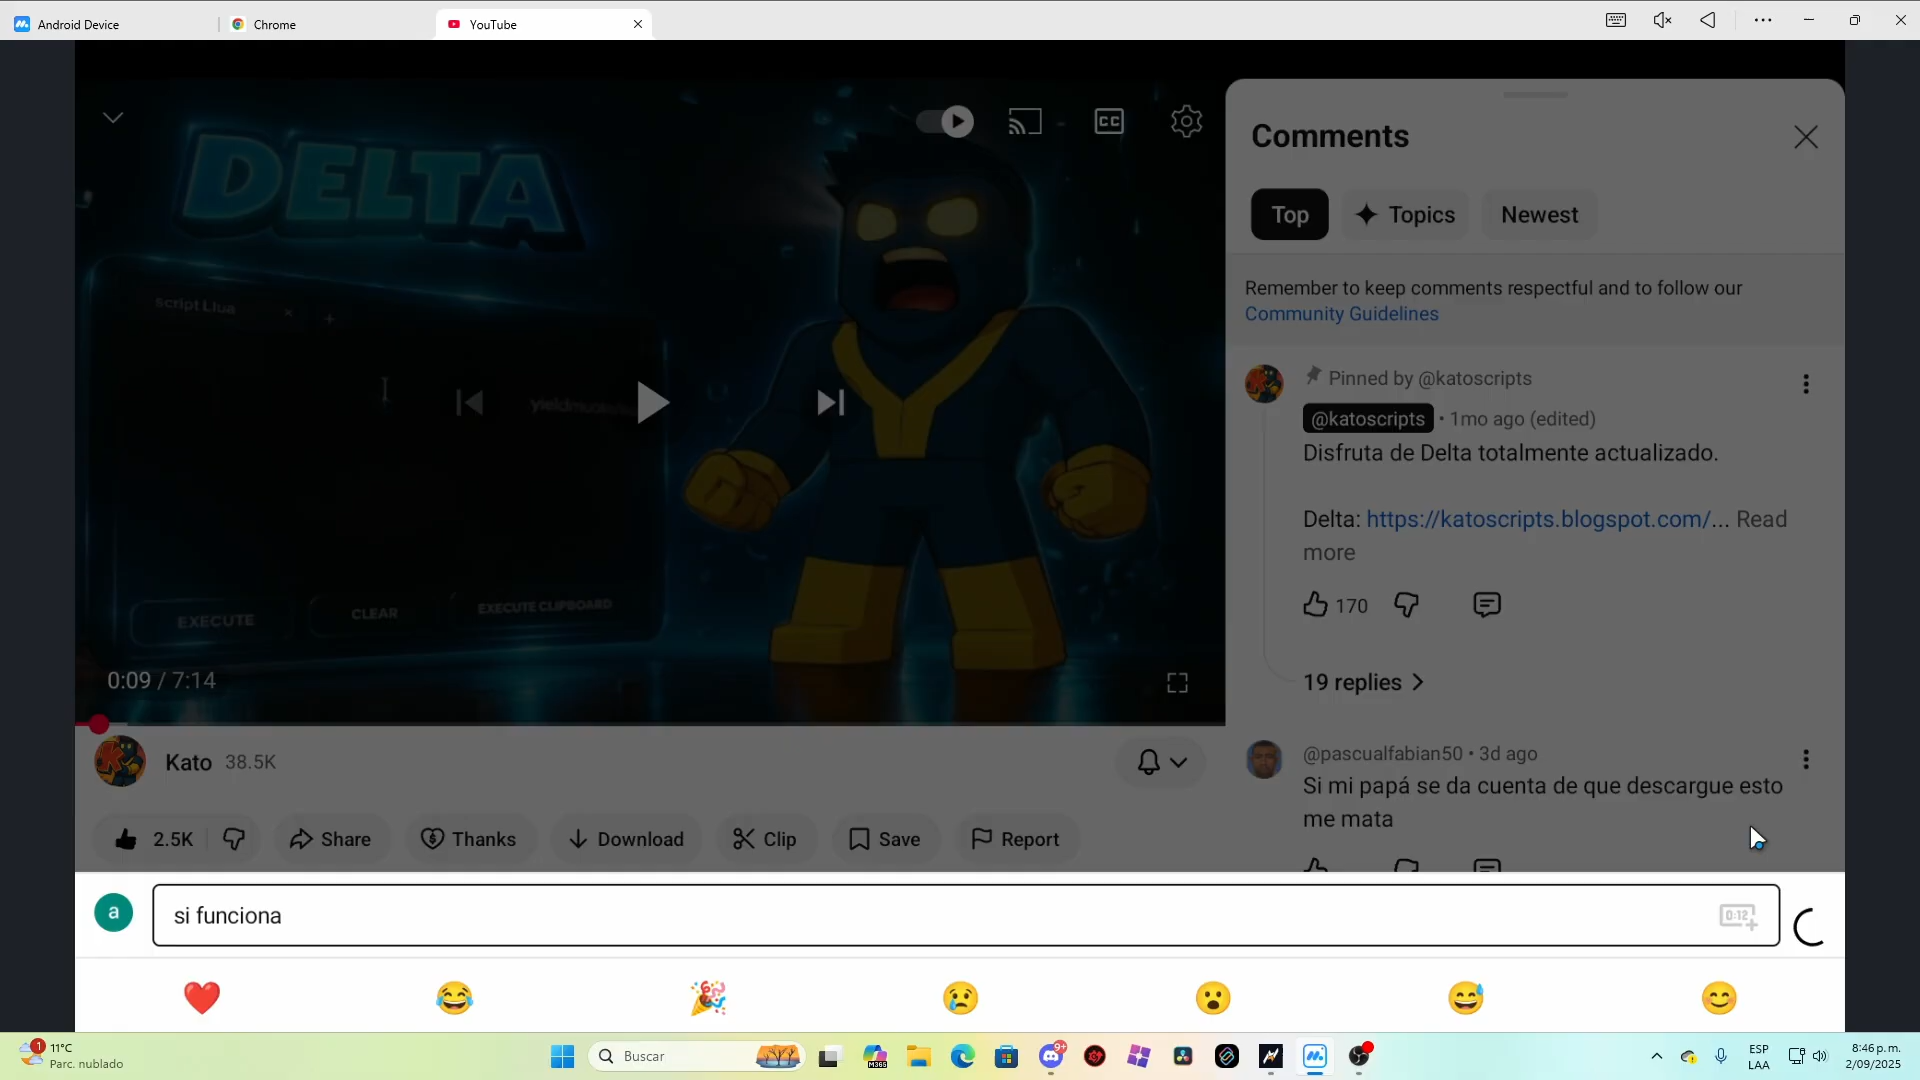 Android Device
Chrome
YouTube
DELTA
Script Llua
EXECUTE
CLEAR
EXECUTE CLIPBOARD
0:09 / 7:14
Kato 38.5K
2.5K
Share
Thanks
Download
Clip
Save
Report
Comments
Top
Topics
Newest
Remember to keep comments respectful and to follow our
Community Guidelines
Pinned by @katoscripts
@katoscripts • 1mo ago (edited)
Disfruta de Delta totalmente actualizado.
Delta: https://katoscripts.blogspot.com/... Read
more
170
19 replies
@pascualfabian50 • 3d ago
Si mi papá se da cuenta de que descargue esto
me mata
a
si funciona
0:12
1
11°C
Parc. nublado
Buscar
M365
9+
ESP
LAA
8:46 p.m.
2/09/2025